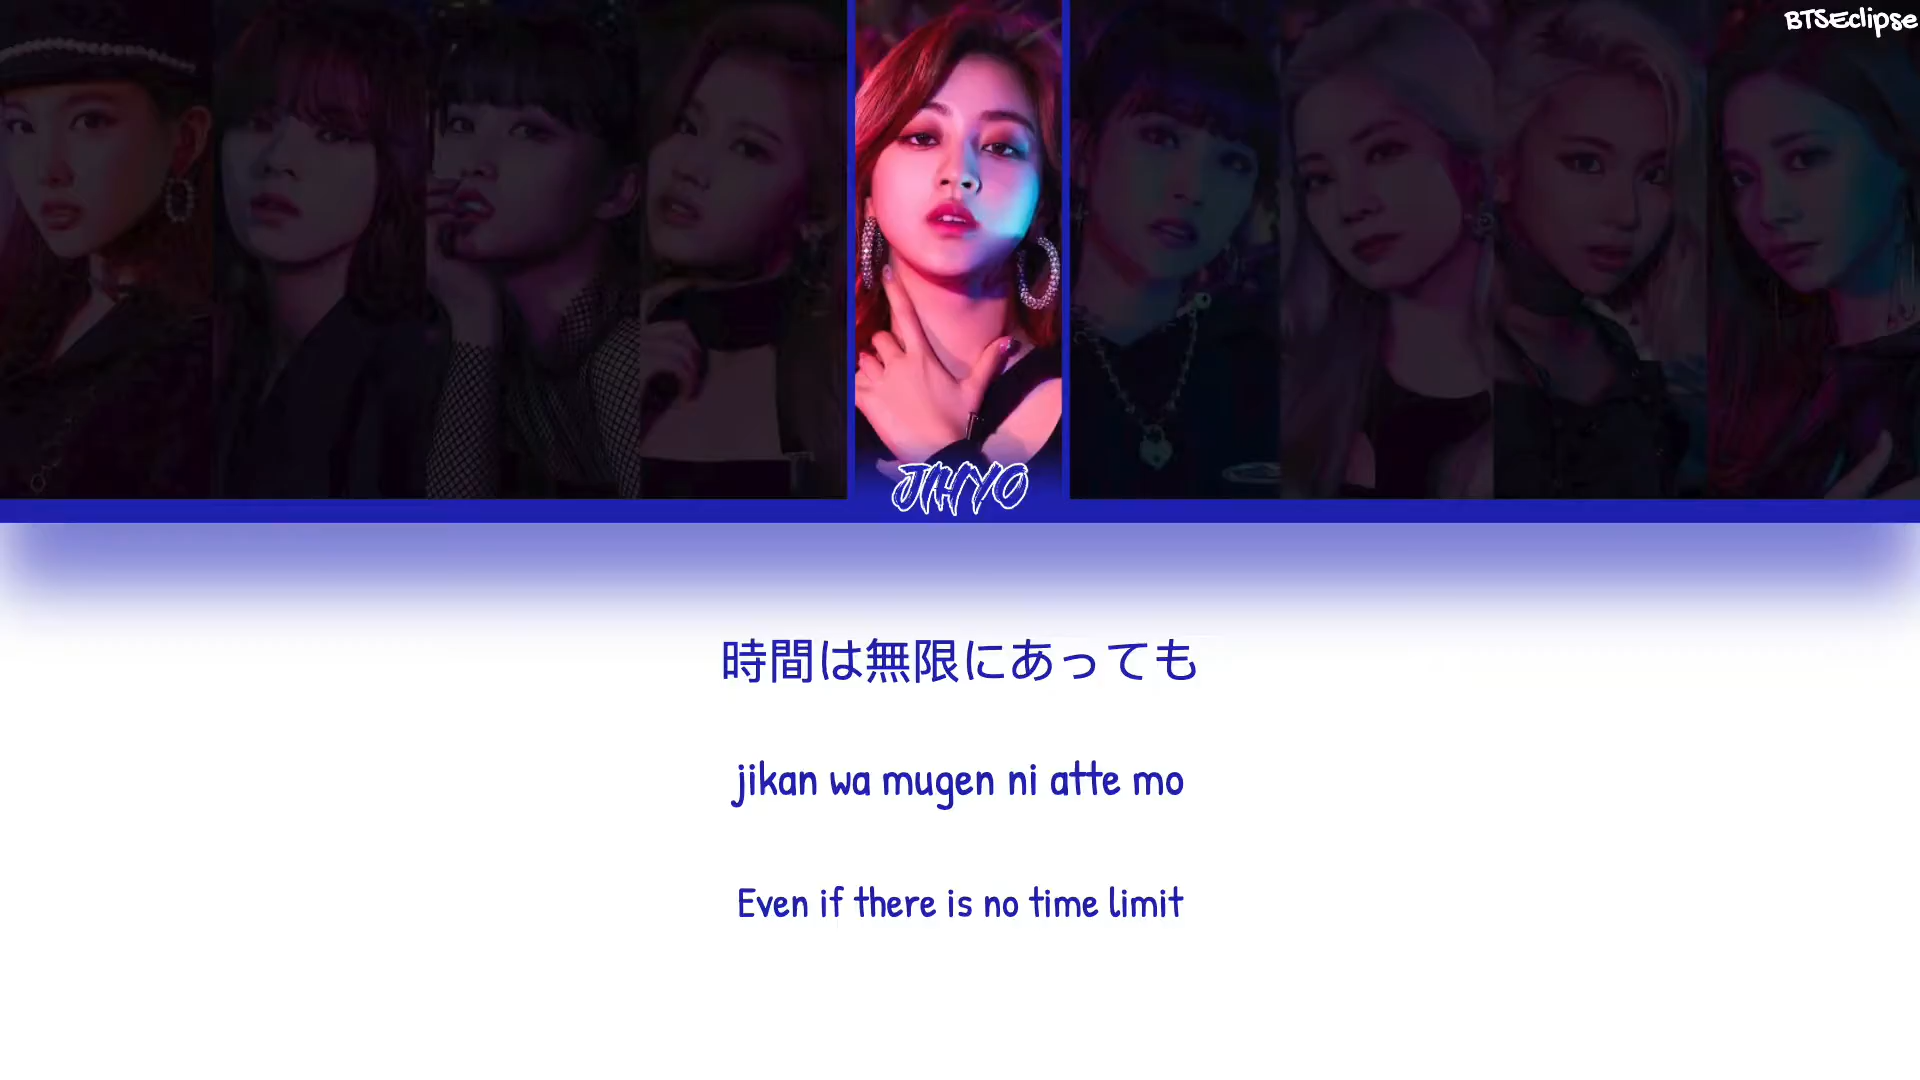 BTSEclipse
JIHYO
時間は無限にあっても
jikan wa mugen ni atte mo
Even if there is no time limit